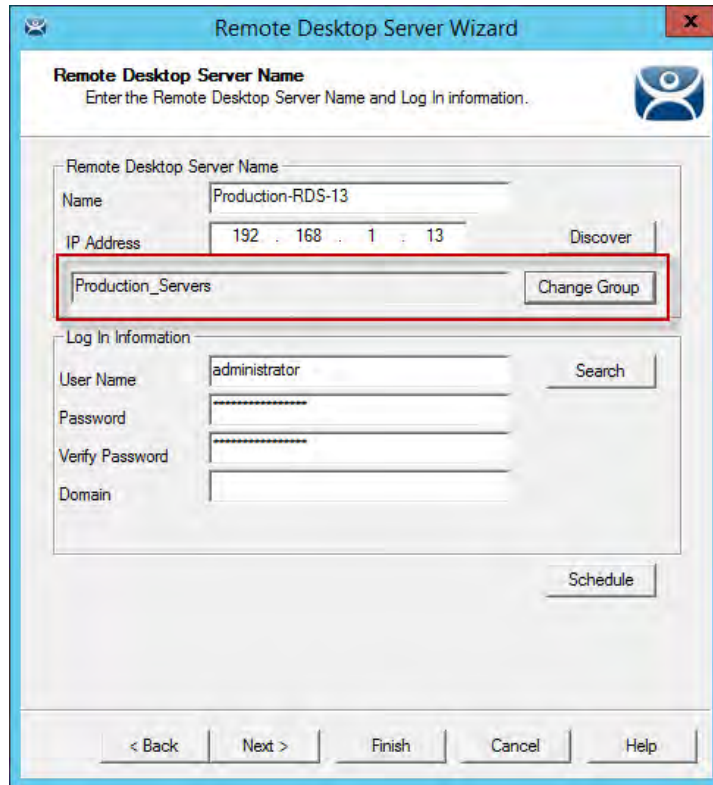 Remote Desktop Server Wizard
x
Remote Desktop Server Name
Enter the Remote Desktop Server Name and Log In information.
Remote Desktop Server Name
Name Production-RDS-13
IP Address 192 . 168 . 1 . 13 Discover
Production_Servers Change Group
Log In Information
User Name administrator Search
Password ****************
Verify Password ****************
Domain
Schedule
< Back Next > Finish Cancel Help